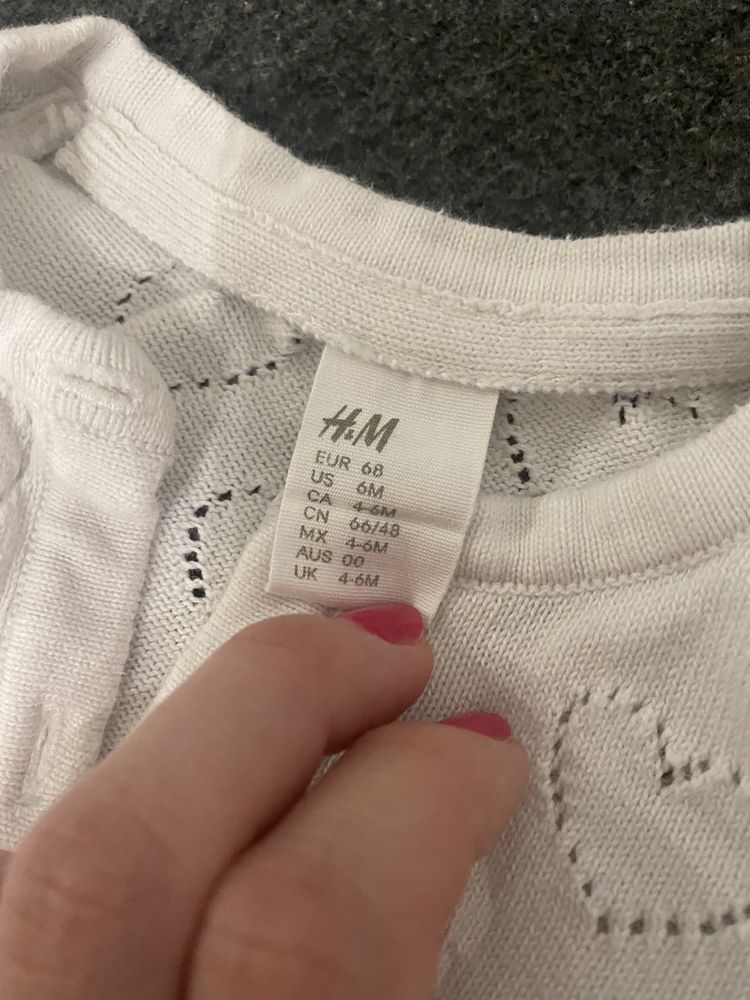 H&M
EUR 68
US 6M
CA 4-6M
CN 66/48
MX 4-6M
AUS 00
UK 4-6M